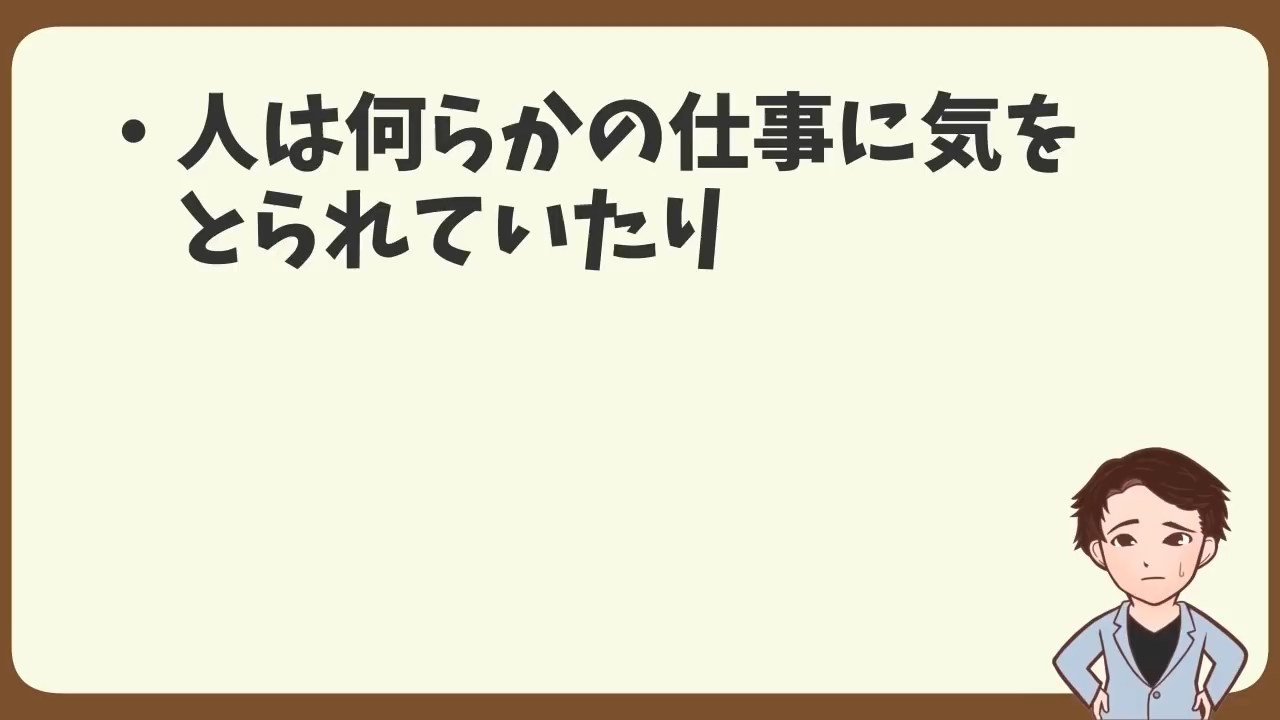 ・人は何らかの仕事に気を
とられていたり